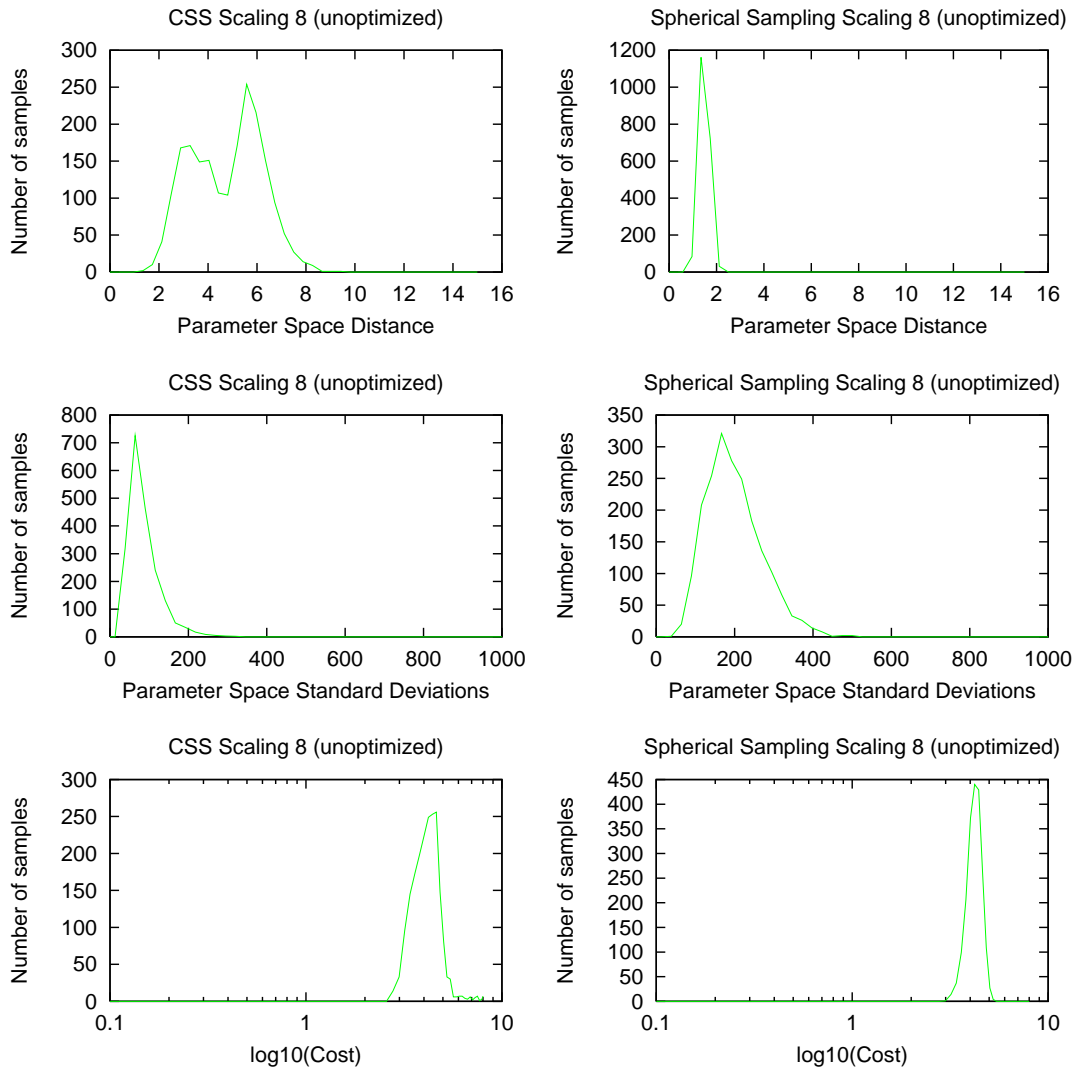 CSS Scaling 8 (unoptimized)
Number of samples
300
250
200
150
100
50
0
0 2 4 6 8 10 12 14 16
Parameter Space Distance
Spherical Sampling Scaling 8 (unoptimized)
Number of samples
1200
1000
800
600
400
200
0
0 2 4 6 8 10 12 14 16
Parameter Space Distance
CSS Scaling 8 (unoptimized)
Number of samples
800
700
600
500
400
300
200
100
0
0 200 400 600 800 1000
Parameter Space Standard Deviations
Spherical Sampling Scaling 8 (unoptimized)
Number of samples
350
300
250
200
150
100
50
0
0 200 400 600 800 1000
Parameter Space Standard Deviations
CSS Scaling 8 (unoptimized)
Number of samples
300
250
200
150
100
50
0
0.1 1 10
log10(Cost)
Spherical Sampling Scaling 8 (unoptimized)
Number of samples
450
400
350
300
250
200
150
100
50
0
0.1 1 10
log10(Cost)